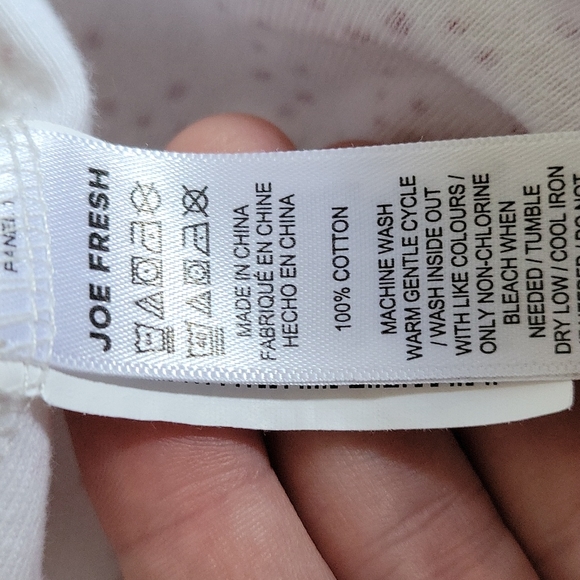 JOE FRESH
MADE IN CHINA
FABRIQUÉ EN CHINE
HECHO EN CHINA
100% COTTON
MACHINE WASH
WARM GENTLE CYCLE
/ WASH INSIDE OUT
WITH LIKE COLOURS /
ONLY NON-CHLORINE
BLEACH WHEN
NEEDED / TUMBLE
DRY LOW / COOL IRON